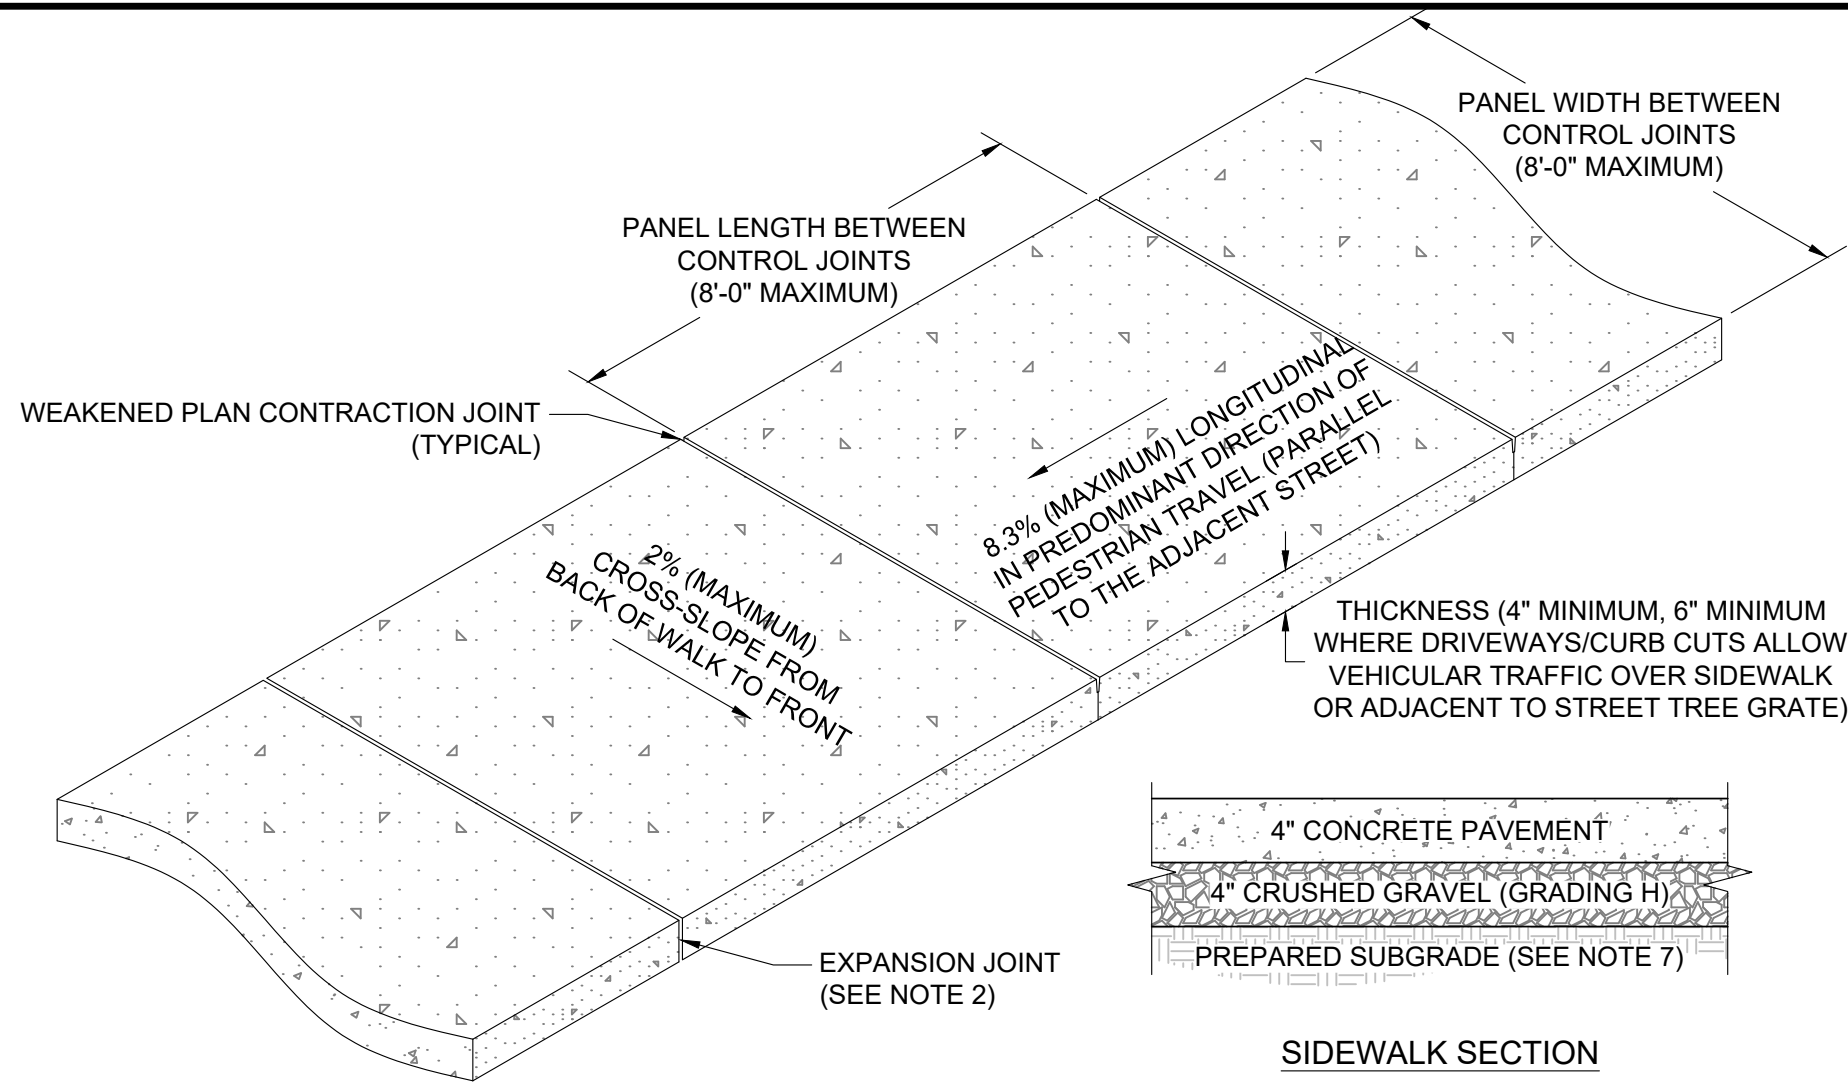 PANEL WIDTH BETWEEN
CONTROL JOINTS
(8'-0" MAXIMUM)
PANEL LENGTH BETWEEN
CONTROL JOINTS
(8'-0" MAXIMUM)
WEAKENED PLAN CONTRACTION JOINT
(TYPICAL)
8.3% (MAXIMUM) LONGITUDINAL
IN PREDOMINANT DIRECTION OF
PEDESTRIAN TRAVEL (PARALLEL
TO THE ADJACENT STREET)
2% (MAXIMUM)
CROSS-SLOPE FROM
BACK OF WALK TO FRONT
THICKNESS (4" MINIMUM, 6" MINIMUM
WHERE DRIVEWAYS/CURB CUTS ALLOW
VEHICULAR TRAFFIC OVER SIDEWALK
OR ADJACENT TO STREET TREE GRATE)
4" CONCRETE PAVEMENT
4" CRUSHED GRAVEL (GRADING H)
PREPARED SUBGRADE (SEE NOTE 7)
EXPANSION JOINT
(SEE NOTE 2)
SIDEWALK SECTION